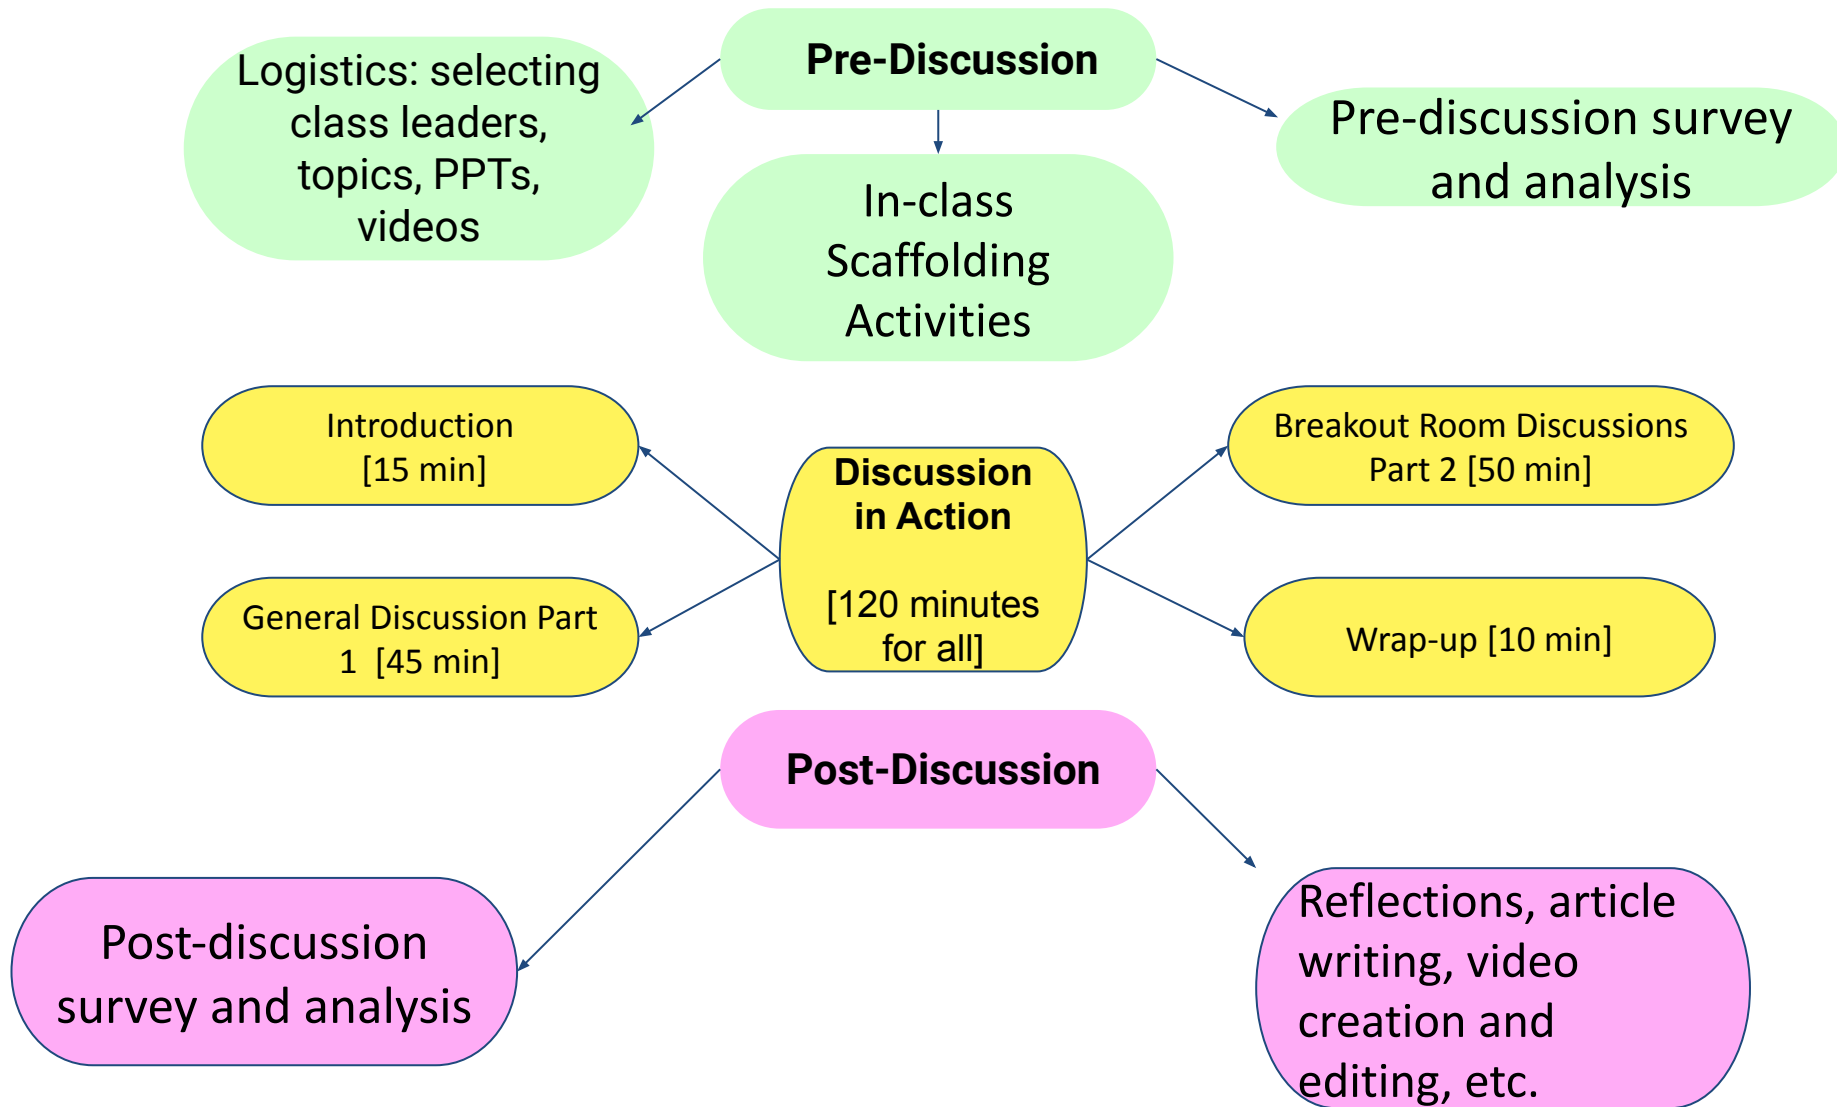 Pre-Discussion
Logistics: selecting
class leaders,
topics, PPTs,
videos
In-class
Scaffolding
Activities
Pre-discussion survey
and analysis
Introduction
[15 min]
General Discussion Part
1 [45 min]
Discussion
in Action
[120 minutes
for all]
Breakout Room Discussions
Part 2 [50 min]
Wrap-up [10 min]
Post-Discussion
Post-discussion
survey and analysis
Reflections, article
writing, video
creation and
editing, etc.